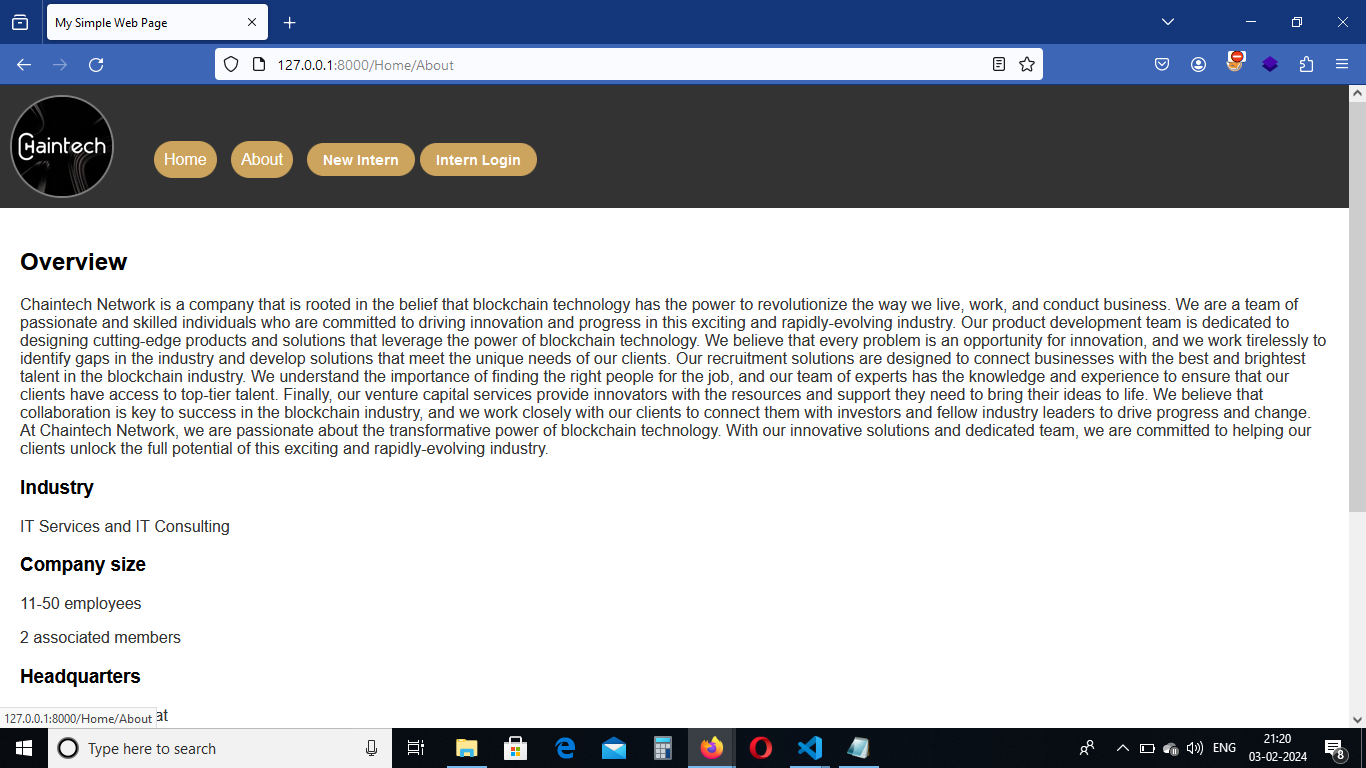 My Simple Web Page
127.0.0.1:8000/Home/About
Chaintech
Home About New Intern Intern Login
Overview
Chaintech Network is a company that is rooted in the belief that blockchain technology has the power to revolutionize the way we live, work, and conduct business. We are a team of
passionate and skilled individuals who are committed to driving innovation and progress in this exciting and rapidly-evolving industry. Our product development team is dedicated to
designing cutting-edge products and solutions that leverage the power of blockchain technology. We believe that every problem is an opportunity for innovation, and we work tirelessly to
identify gaps in the industry and develop solutions that meet the unique needs of our clients. Our recruitment solutions are designed to connect businesses with the best and brightest
talent in the blockchain industry. We understand the importance of finding the right people for the job, and our team of experts has the knowledge and experience to ensure that our
clients have access to top-tier talent. Finally, our venture capital services provide innovators with the resources and support they need to bring their ideas to life. We believe that
collaboration is key to success in the blockchain industry, and we work closely with our clients to connect them with investors and fellow industry leaders to drive progress and change.
At Chaintech Network, we are passionate about the transformative power of blockchain technology. With our innovative solutions and dedicated team, we are committed to helping our
clients unlock the full potential of this exciting and rapidly-evolving industry.
Industry
IT Services and IT Consulting
Company size
11-50 employees
2 associated members
Headquarters
127.0.0.1:8000/Home/About at
Type here to search
ENG
21:20
03-02-2024
8